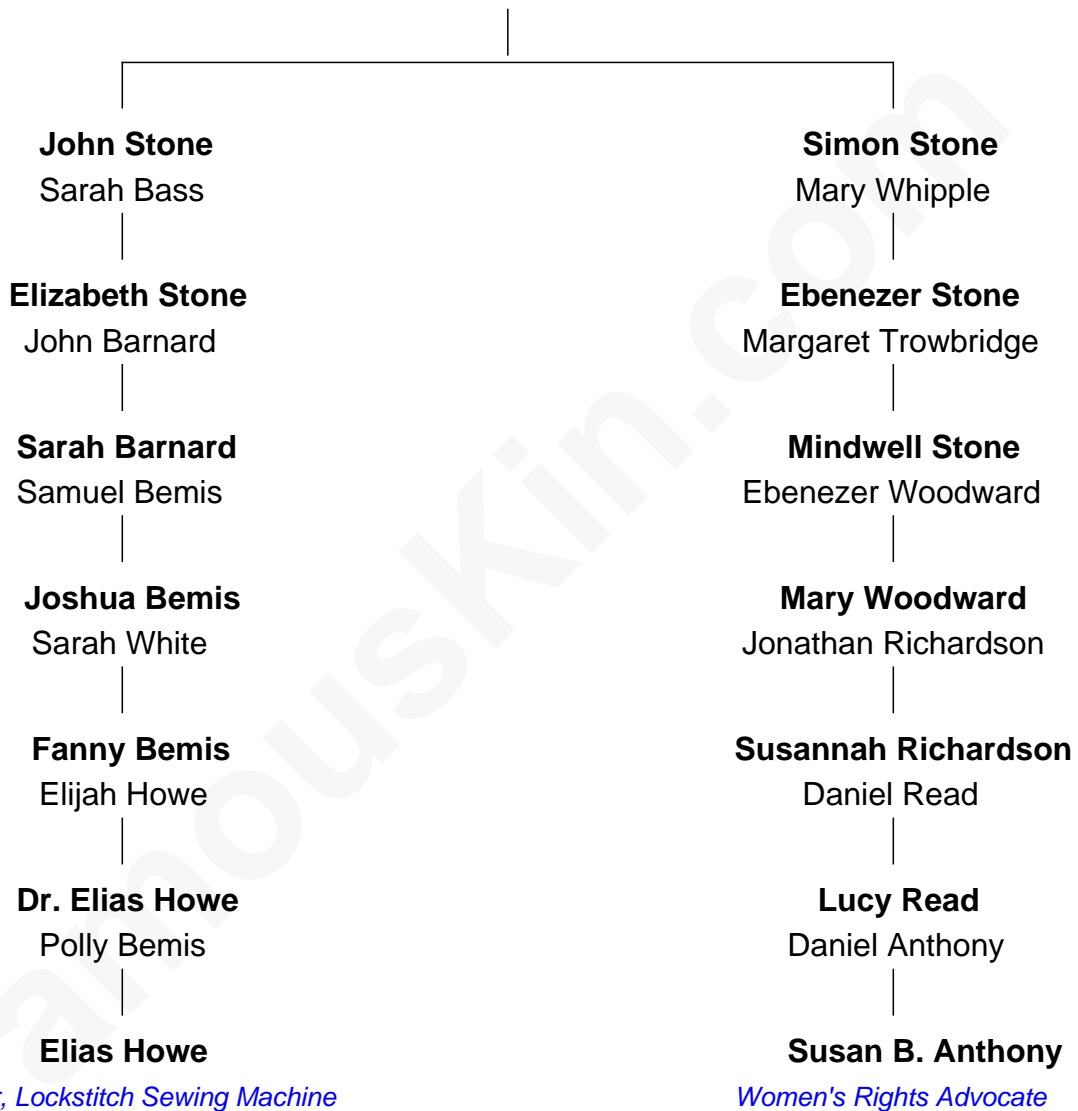 John Stone
Sarah Bass
Elizabeth Stone
John Barnard
Sarah Barnard
Samuel Bemis
Joshua Bemis
Sarah White
Fanny Bemis
Elijah Howe
Dr. Elias Howe
Polly Bemis
Elias Howe
, Lockstitch Sewing Machine
Simon Stone
Mary Whipple
Ebenezer Stone
Margaret Trowbridge
Mindwell Stone
Ebenezer Woodward
Mary Woodward
Jonathan Richardson
Susannah Richardson
Daniel Read
Lucy Read
Daniel Anthony
Susan B. Anthony
Women's Rights Advocate
amouskin.com